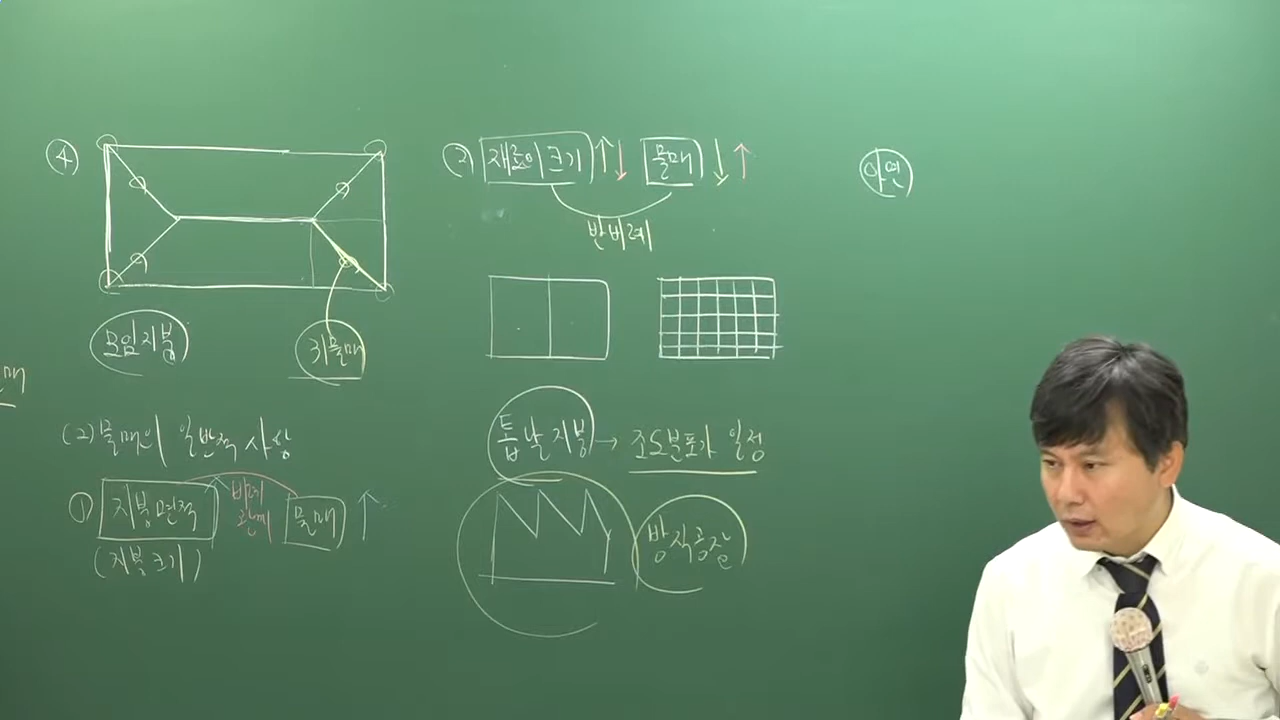 ④
모임지붕
귀물매
매
(2) 물매의 일반적 사항
① 지붕면적 ↑ 비례관계 물매 ↑
(지붕크기)
② 재료의 크기 ↑↓ 물매 ↓↑
반비례
톱날지붕 → 조도분포가 일정
방직공장